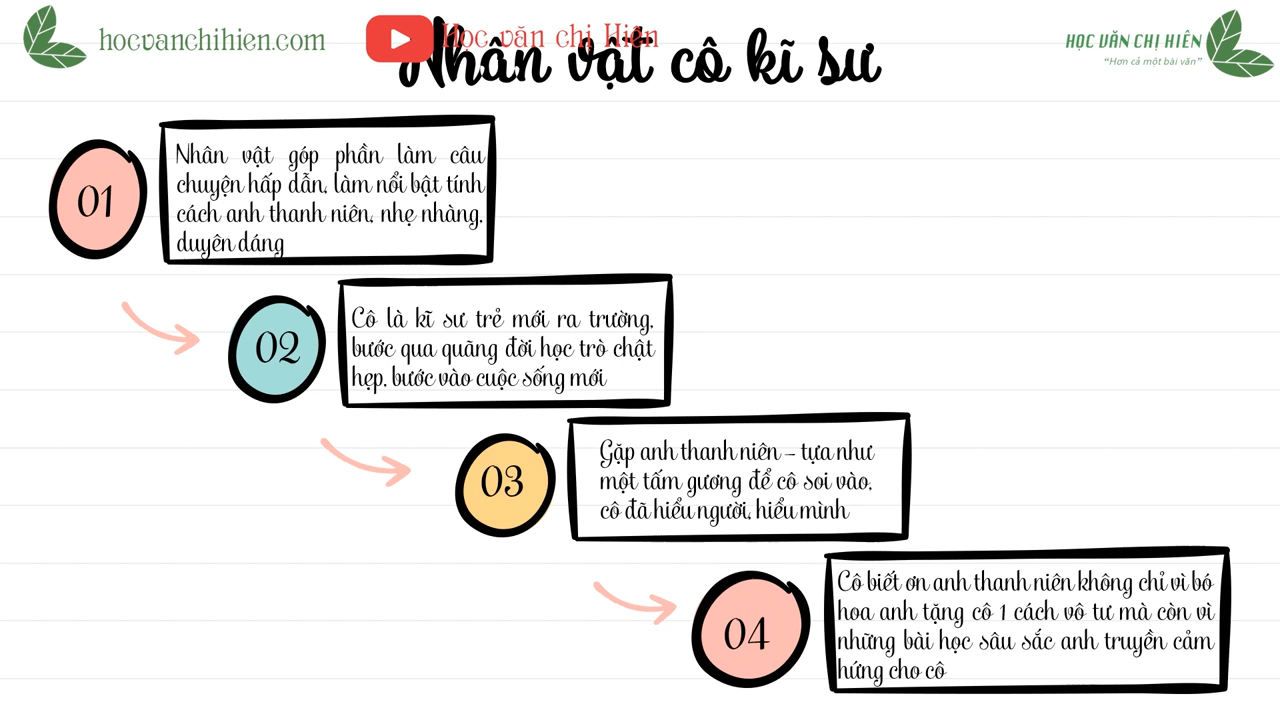 hocvanchihien.com
Học văn chị Hiên
HỌC VĂN CHỊ HIÊN
“Hơn cả một bài văn”
Nhân vật cô kĩ sư
01
Nhân vật góp phần làm câu
chuyện hấp dẫn, làm nổi bật tính
cách anh thanh niên, nhẹ nhàng,
duyên dáng
02
Cô là kĩ sư trẻ mới ra trường,
bước qua quãng đời học trò chật
hẹp, bước vào cuộc sống mới
03
Gặp anh thanh niên – tựa như
một tấm gương để cô soi vào,
cô đã hiểu người, hiểu mình
04
Cô biết ơn anh thanh niên không chỉ vì bó
hoa anh tặng cô 1 cách vô tư mà còn vì
những bài học sâu sắc anh truyền cảm
hứng cho cô